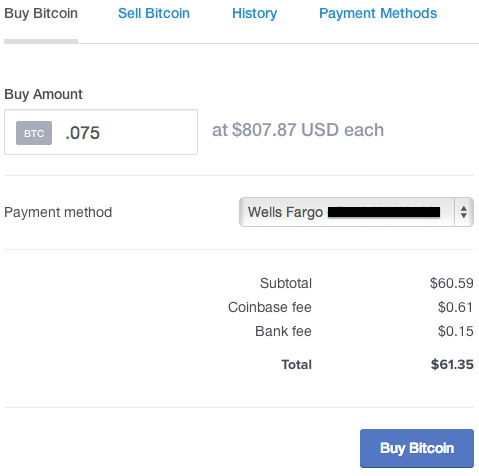 Buy Bitcoin Sell Bitcoin History Payment Methods
Buy Amount
BTC .075 at $807.87 USD each
Payment method Wells Fargo
Subtotal $60.59
Coinbase fee $0.61
Bank fee $0.15
Total $61.35
Buy Bitcoin